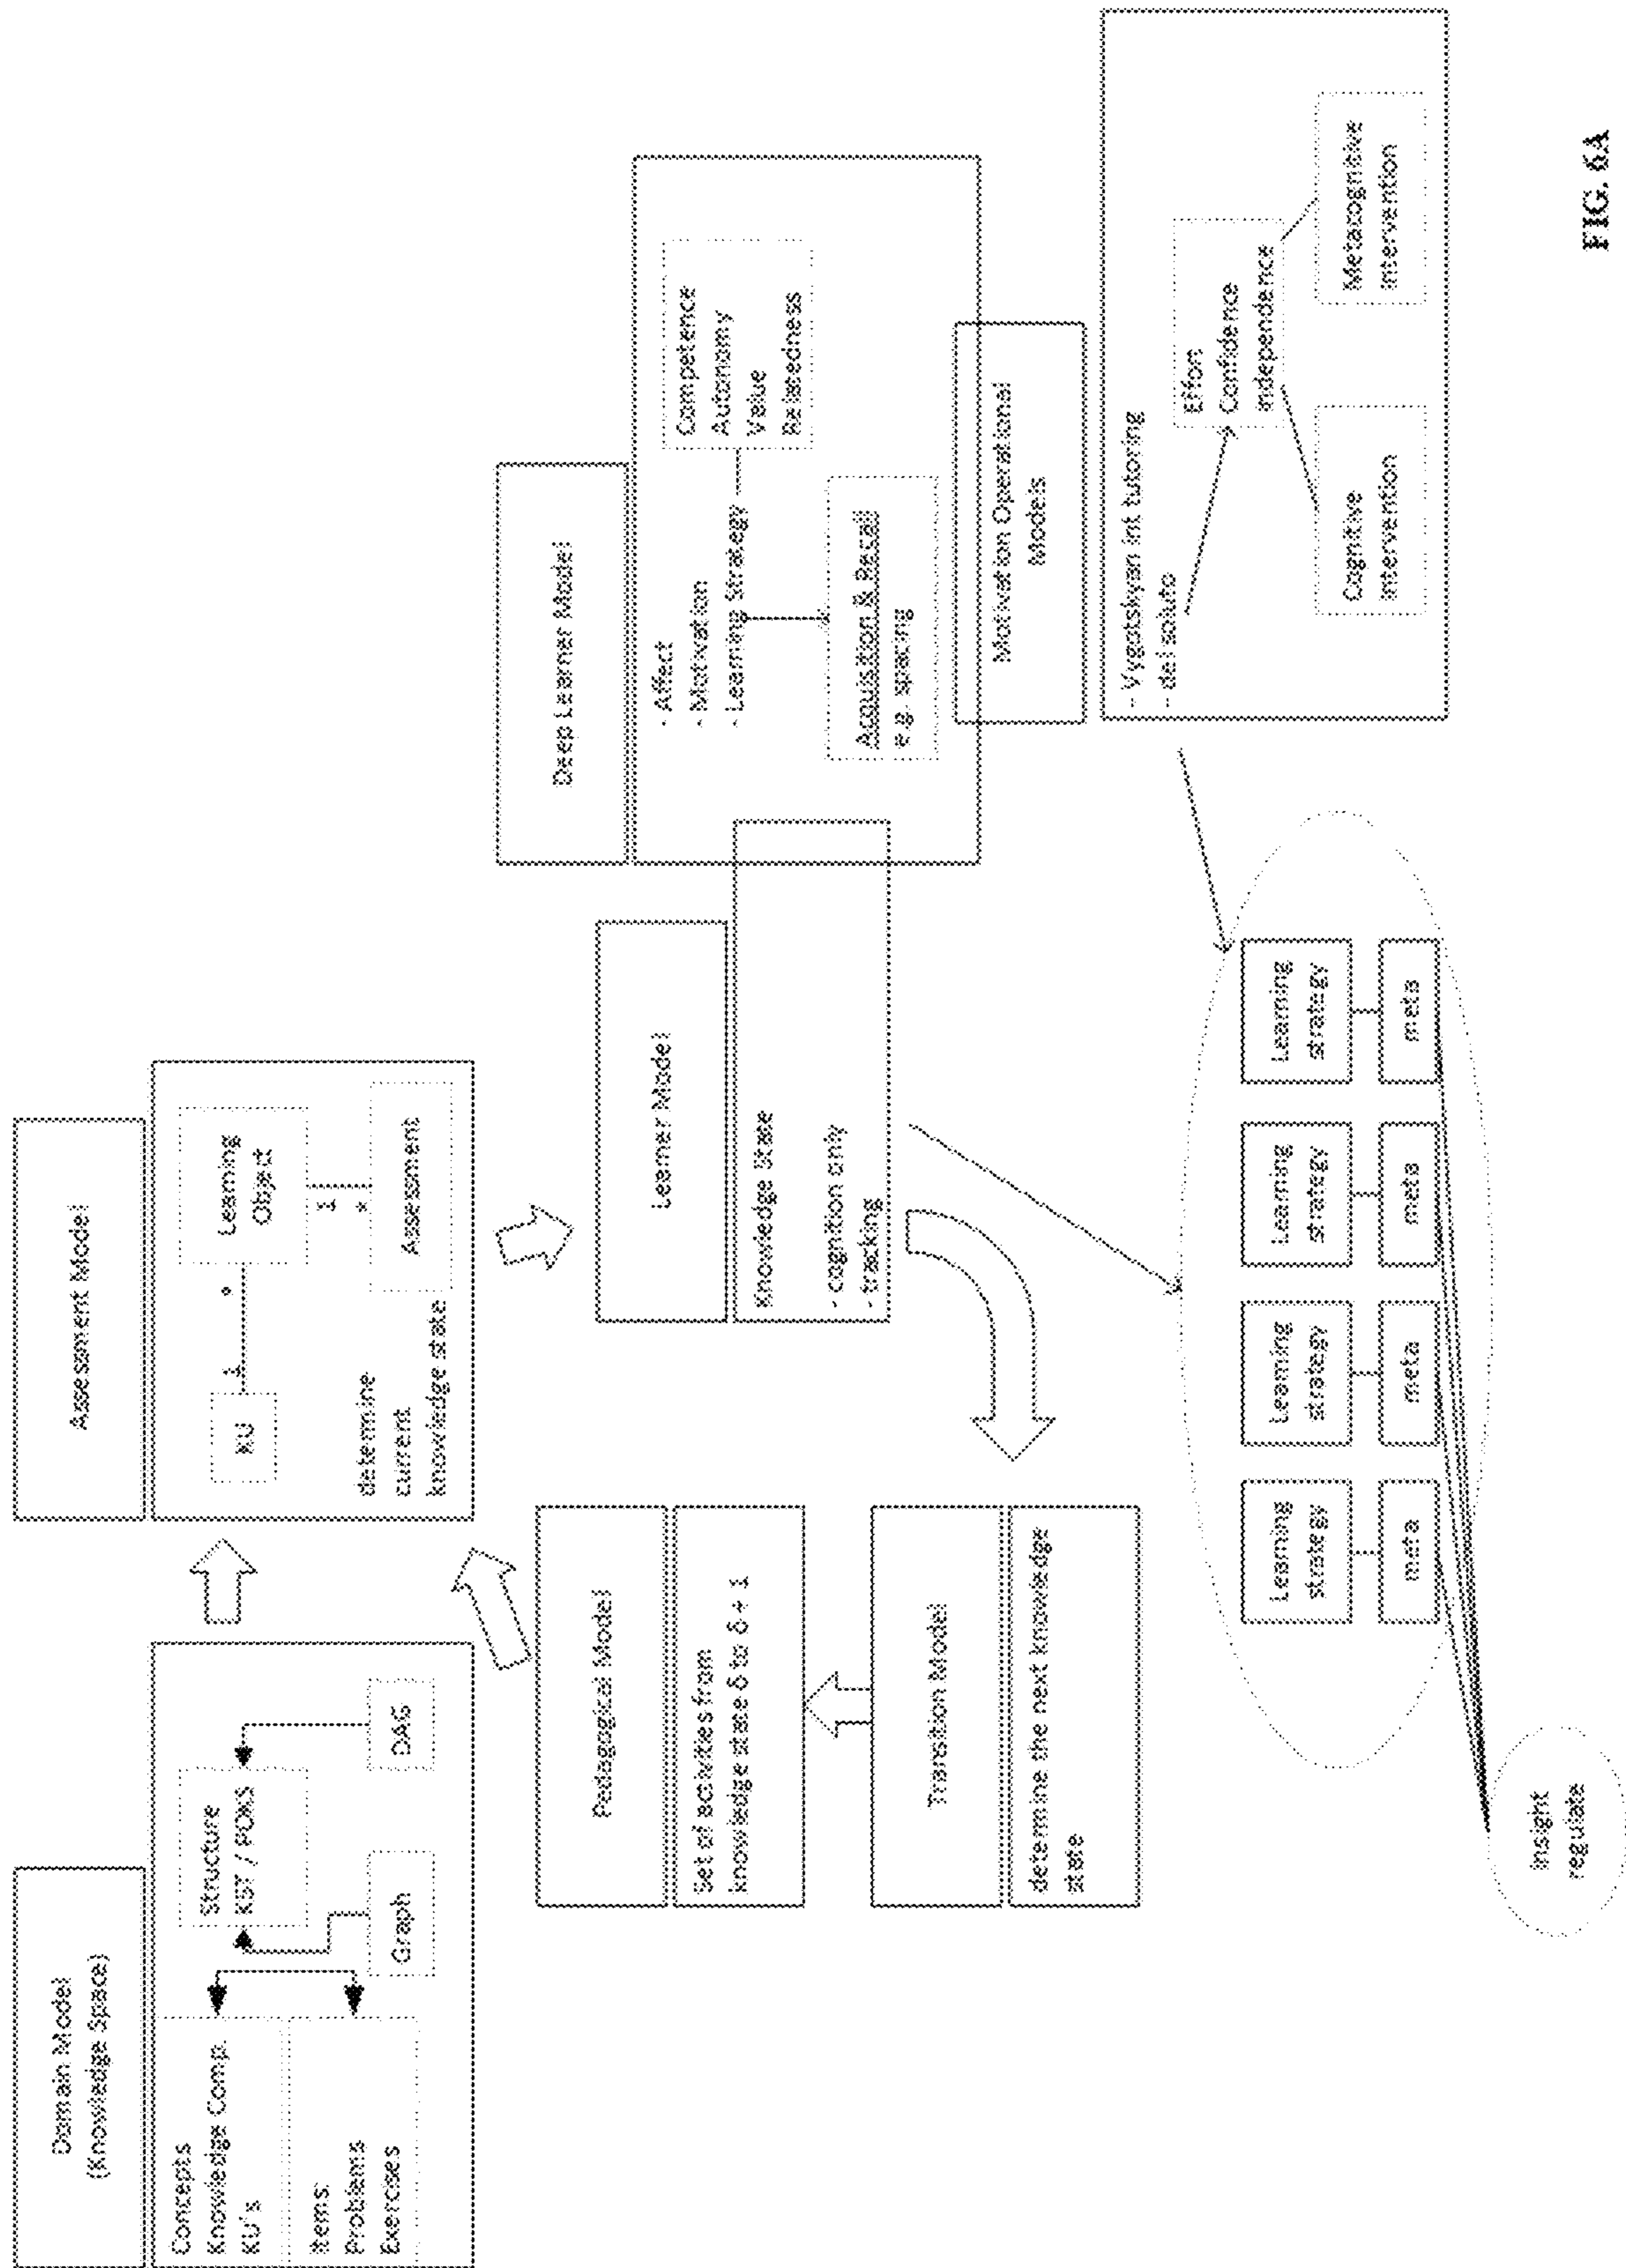 Domain Model
(Knowledge Space)
Concepts
Knowledge Comp.
KU's
Items:
Problems
Exercises
Structure
KST / POKS
Graph
DAG
Assessment Model
KU
1
*
Learning
Object
1
*
Assessment
determine
current
knowledge state
Pedagogical Model
Set of activities from
knowledge state δ to δ + 1
Transition Model
determine the next knowledge
state
Learner Model
Knowledge State
- cognition only
- tracking
Deep Learner Model
- Affect
- Motivation
- Learning Strategy
Competence
Autonomy
Value
Relatedness
Acquisition & Recall
e.g. spacing
Motivation Operational
Models
- Vygotskyan int tutoring
- del soluto
Effort
Confidence
Independence
Cognitive
intervention
Metacognitive
intervention
Learning
strategy
meta
Learning
strategy
meta
Learning
strategy
meta
Learning
strategy
meta
insight
regulate
FIG. 6A